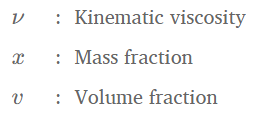 ν : Kinematic viscosity
x : Mass fraction
v : Volume fraction